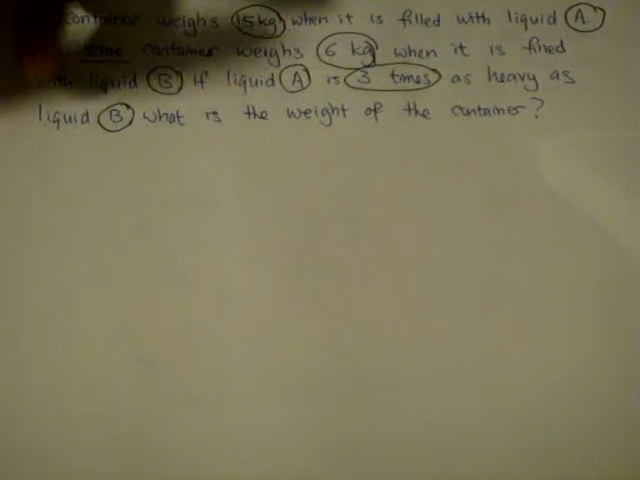 container weighs 15kg when it is filled with liquid A.
same container weighs 6 kg when it is filled
with liquid B If liquid A is 3 times as heavy as
liquid B what is the weight of the container?